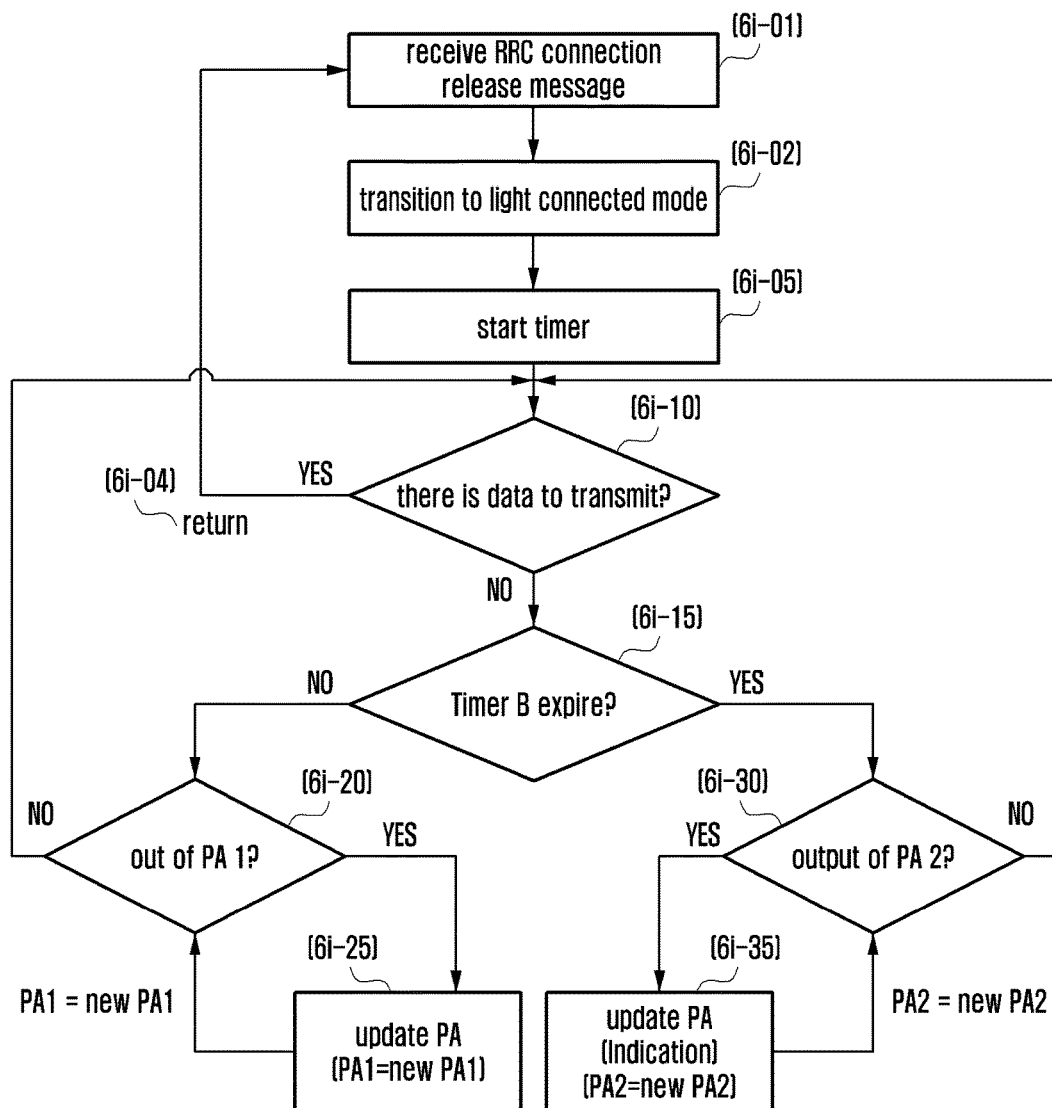 (6i-01)
receive RRC connection
release message
(6i-02)
transition to light connected mode
(6i-05)
start timer
(6i-10)
YES
(6i-04)
there is data to transmit?
return
NO
(6i-15)
NO
YES
Timer B expire?
(6i-20)
(6i-30)
NO
YES
YES
NO
out of PA 1?
output of PA 2?
(6i-25)
(6i-35)
PA1 = new PA1
PA2 = new PA2
update PA
(PA1=new PA1)
update PA
(Indication)
(PA2=new PA2)